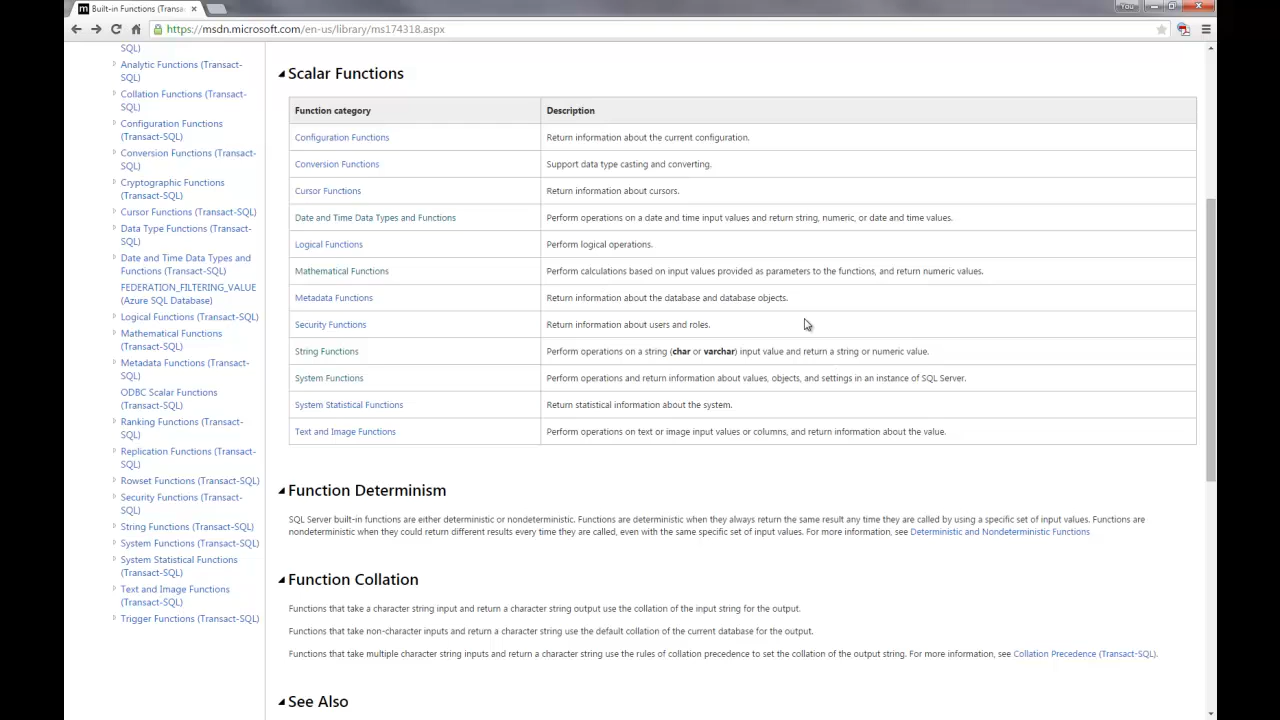 Built-in Functions (Transa
You
https://msdn.microsoft.com/en-us/library/ms174318.aspx
SQL)
Analytic Functions (Transact-
SQL)
Collation Functions (Transact-
SQL)
Configuration Functions
(Transact-SQL)
Conversion Functions (Transact-
SQL)
Cryptographic Functions
(Transact-SQL)
Cursor Functions (Transact-SQL)
Data Type Functions (Transact-
SQL)
Date and Time Data Types and
Functions (Transact-SQL)
FEDERATION_FILTERING_VALUE
(Azure SQL Database)
Logical Functions (Transact-SQL)
Mathematical Functions
(Transact-SQL)
Metadata Functions (Transact-
SQL)
ODBC Scalar Functions
(Transact-SQL)
Ranking Functions (Transact-
SQL)
Replication Functions (Transact-
SQL)
Rowset Functions (Transact-SQL)
Security Functions (Transact-
SQL)
String Functions (Transact-SQL)
System Functions (Transact-SQL)
System Statistical Functions
(Transact-SQL)
Text and Image Functions
(Transact-SQL)
Trigger Functions (Transact-SQL)
Scalar Functions
Function category Description
Configuration Functions Return information about the current configuration.
Conversion Functions Support data type casting and converting.
Cursor Functions Return information about cursors.
Date and Time Data Types and Functions Perform operations on a date and time input values and return string, numeric, or date and time values.
Logical Functions Perform logical operations.
Mathematical Functions Perform calculations based on input values provided as parameters to the functions, and return numeric values.
Metadata Functions Return information about the database and database objects.
Security Functions Return information about users and roles.
String Functions Perform operations on a string (char or varchar) input value and return a string or numeric value.
System Functions Perform operations and return information about values, objects, and settings in an instance of SQL Server.
System Statistical Functions Return statistical information about the system.
Text and Image Functions Perform operations on text or image input values or columns, and return information about the value.
Function Determinism
SQL Server built-in functions are either deterministic or nondeterministic. Functions are deterministic when they always return the same result any time they are called by using a specific set of input values. Functions are
nondeterministic when they could return different results every time they are called, even with the same specific set of input values. For more information, see Deterministic and Nondeterministic Functions
Function Collation
Functions that take a character string input and return a character string output use the collation of the input string for the output.
Functions that take non-character inputs and return a character string use the default collation of the current database for the output.
Functions that take multiple character string inputs and return a character string use the rules of collation precedence to set the collation of the output string. For more information, see Collation Precedence (Transact-SQL).
See Also